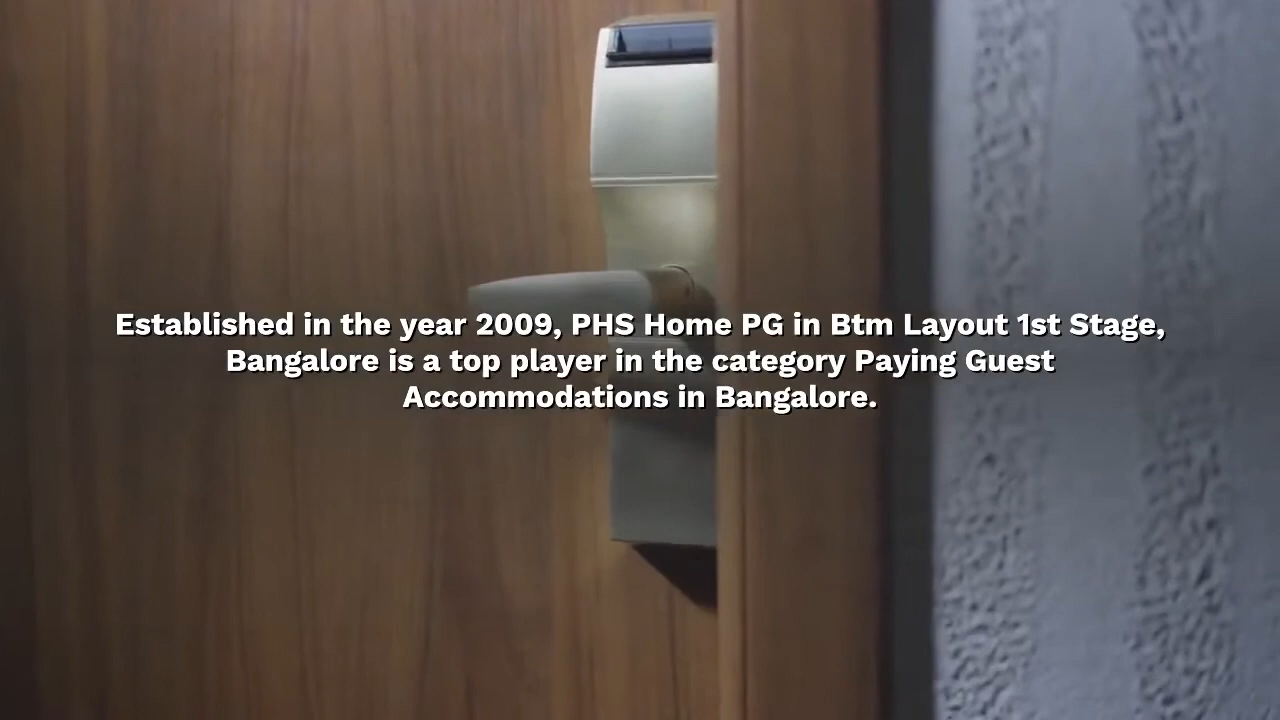 Established in the year 2009, PHS Home PG in Btm Layout 1st Stage,
Bangalore is a top player in the category Paying Guest
Accommodations in Bangalore.